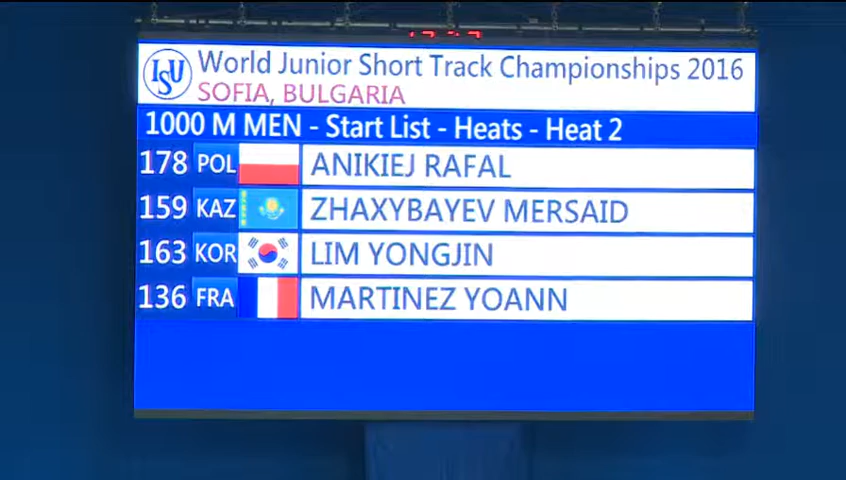 ISU World Junior Short Track Championships 2016
SOFIA, BULGARIA
1000 M MEN - Start List - Heats - Heat 2
178 POL ANIKIEJ RAFAL
159 KAZ ZHAXYBAYEV MERSAID
163 KOR LIM YONGJIN
136 FRA MARTINEZ YOANN